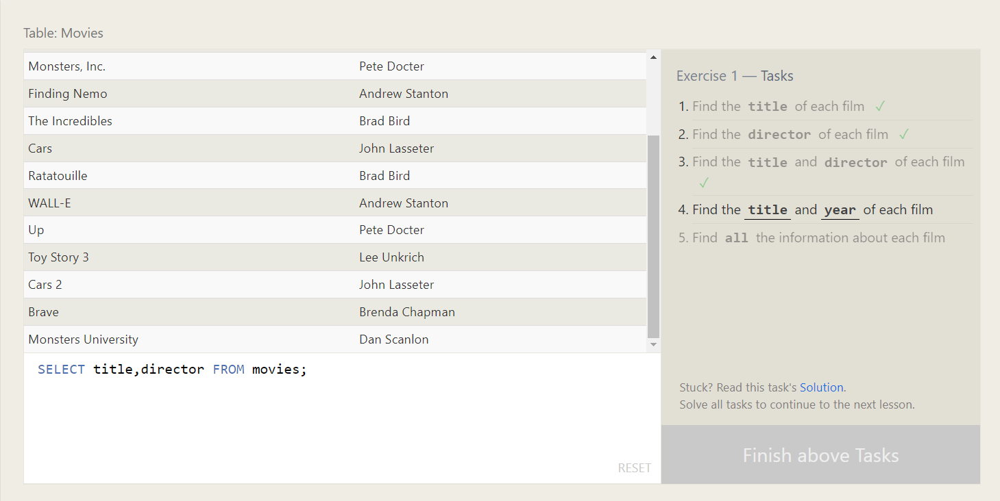 Table: Movies
Monsters, Inc. Pete Docter
Finding Nemo Andrew Stanton
The Incredibles Brad Bird
Cars John Lasseter
Ratatouille Brad Bird
WALL-E Andrew Stanton
Up Pete Docter
Toy Story 3 Lee Unkrich
Cars 2 John Lasseter
Brave Brenda Chapman
Monsters University Dan Scanlon
SELECT title,director FROM movies;
RESET
Exercise 1 — Tasks
1. Find the title of each film ✓
2. Find the director of each film ✓
3. Find the title and director of each film
✓
4. Find the title and year of each film
5. Find all the information about each film
Stuck? Read this task's Solution.
Solve all tasks to continue to the next lesson.
Finish above Tasks